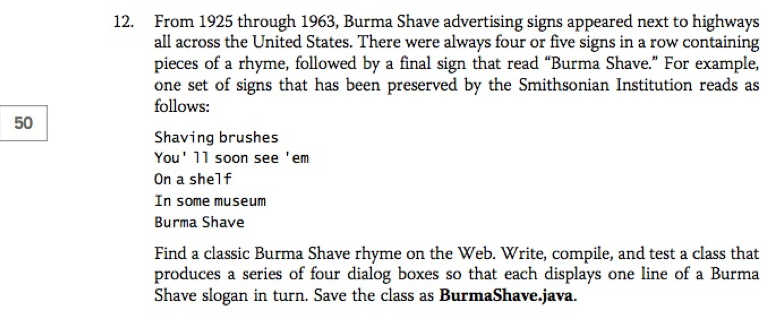 12. From 1925 through 1963, Burma Shave advertising signs appeared next to highways
all across the United States. There were always four or five signs in a row containing
pieces of a rhyme, followed by a final sign that read “Burma Shave.” For example,
one set of signs that has been preserved by the Smithsonian Institution reads as
follows:
50
Shaving brushes
You' ll soon see 'em
On a shelf
In some museum
Burma Shave
Find a classic Burma Shave rhyme on the Web. Write, compile, and test a class that
produces a series of four dialog boxes so that each displays one line of a Burma
Shave slogan in turn. Save the class as BurmaShave.java.